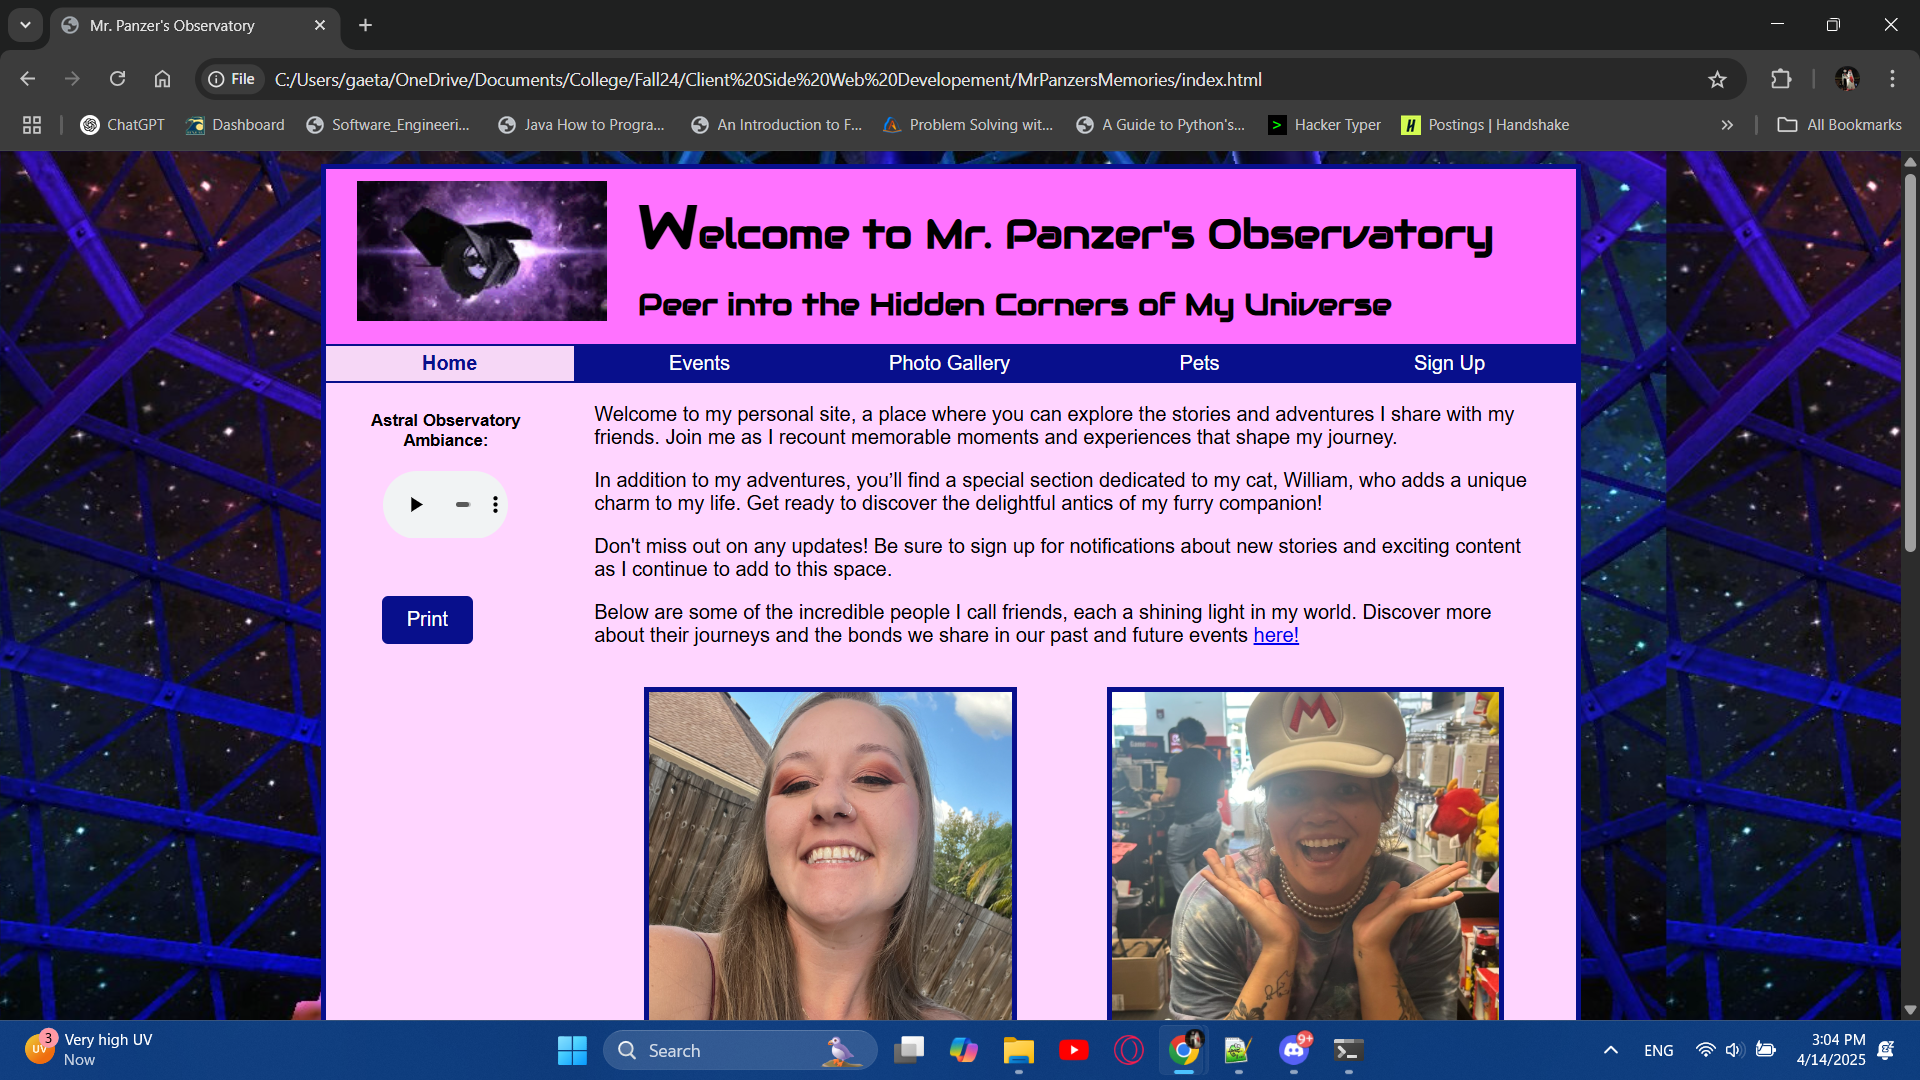 Mr. Panzer's Observatory
File
C:/Users/gaeta/OneDrive/Documents/College/Fall24/Client%20Side%20Web%20Developement/MrPanzersMemories/index.html
ChatGPT
Dashboard
Software_Engineeri...
Java How to Progra...
An Introduction to F...
Problem Solving wit...
A Guide to Python's...
Hacker Typer
Postings | Handshake
All Bookmarks
Welcome to Mr. Panzer's Observatory
Peer into the Hidden Corners of My Universe
Home
Events
Photo Gallery
Pets
Sign Up
Astral Observatory
Ambiance:
Print
Welcome to my personal site, a place where you can explore the stories and adventures I share with my
friends. Join me as I recount memorable moments and experiences that shape my journey.
In addition to my adventures, you’ll find a special section dedicated to my cat, William, who adds a unique
charm to my life. Get ready to discover the delightful antics of my furry companion!
Don't miss out on any updates! Be sure to sign up for notifications about new stories and exciting content
as I continue to add to this space.
Below are some of the incredible people I call friends, each a shining light in my world. Discover more
about their journeys and the bonds we share in our past and future events here!
M
UV
3
Very high UV
Now
Search
9+
ENG
3:04 PM
4/14/2025